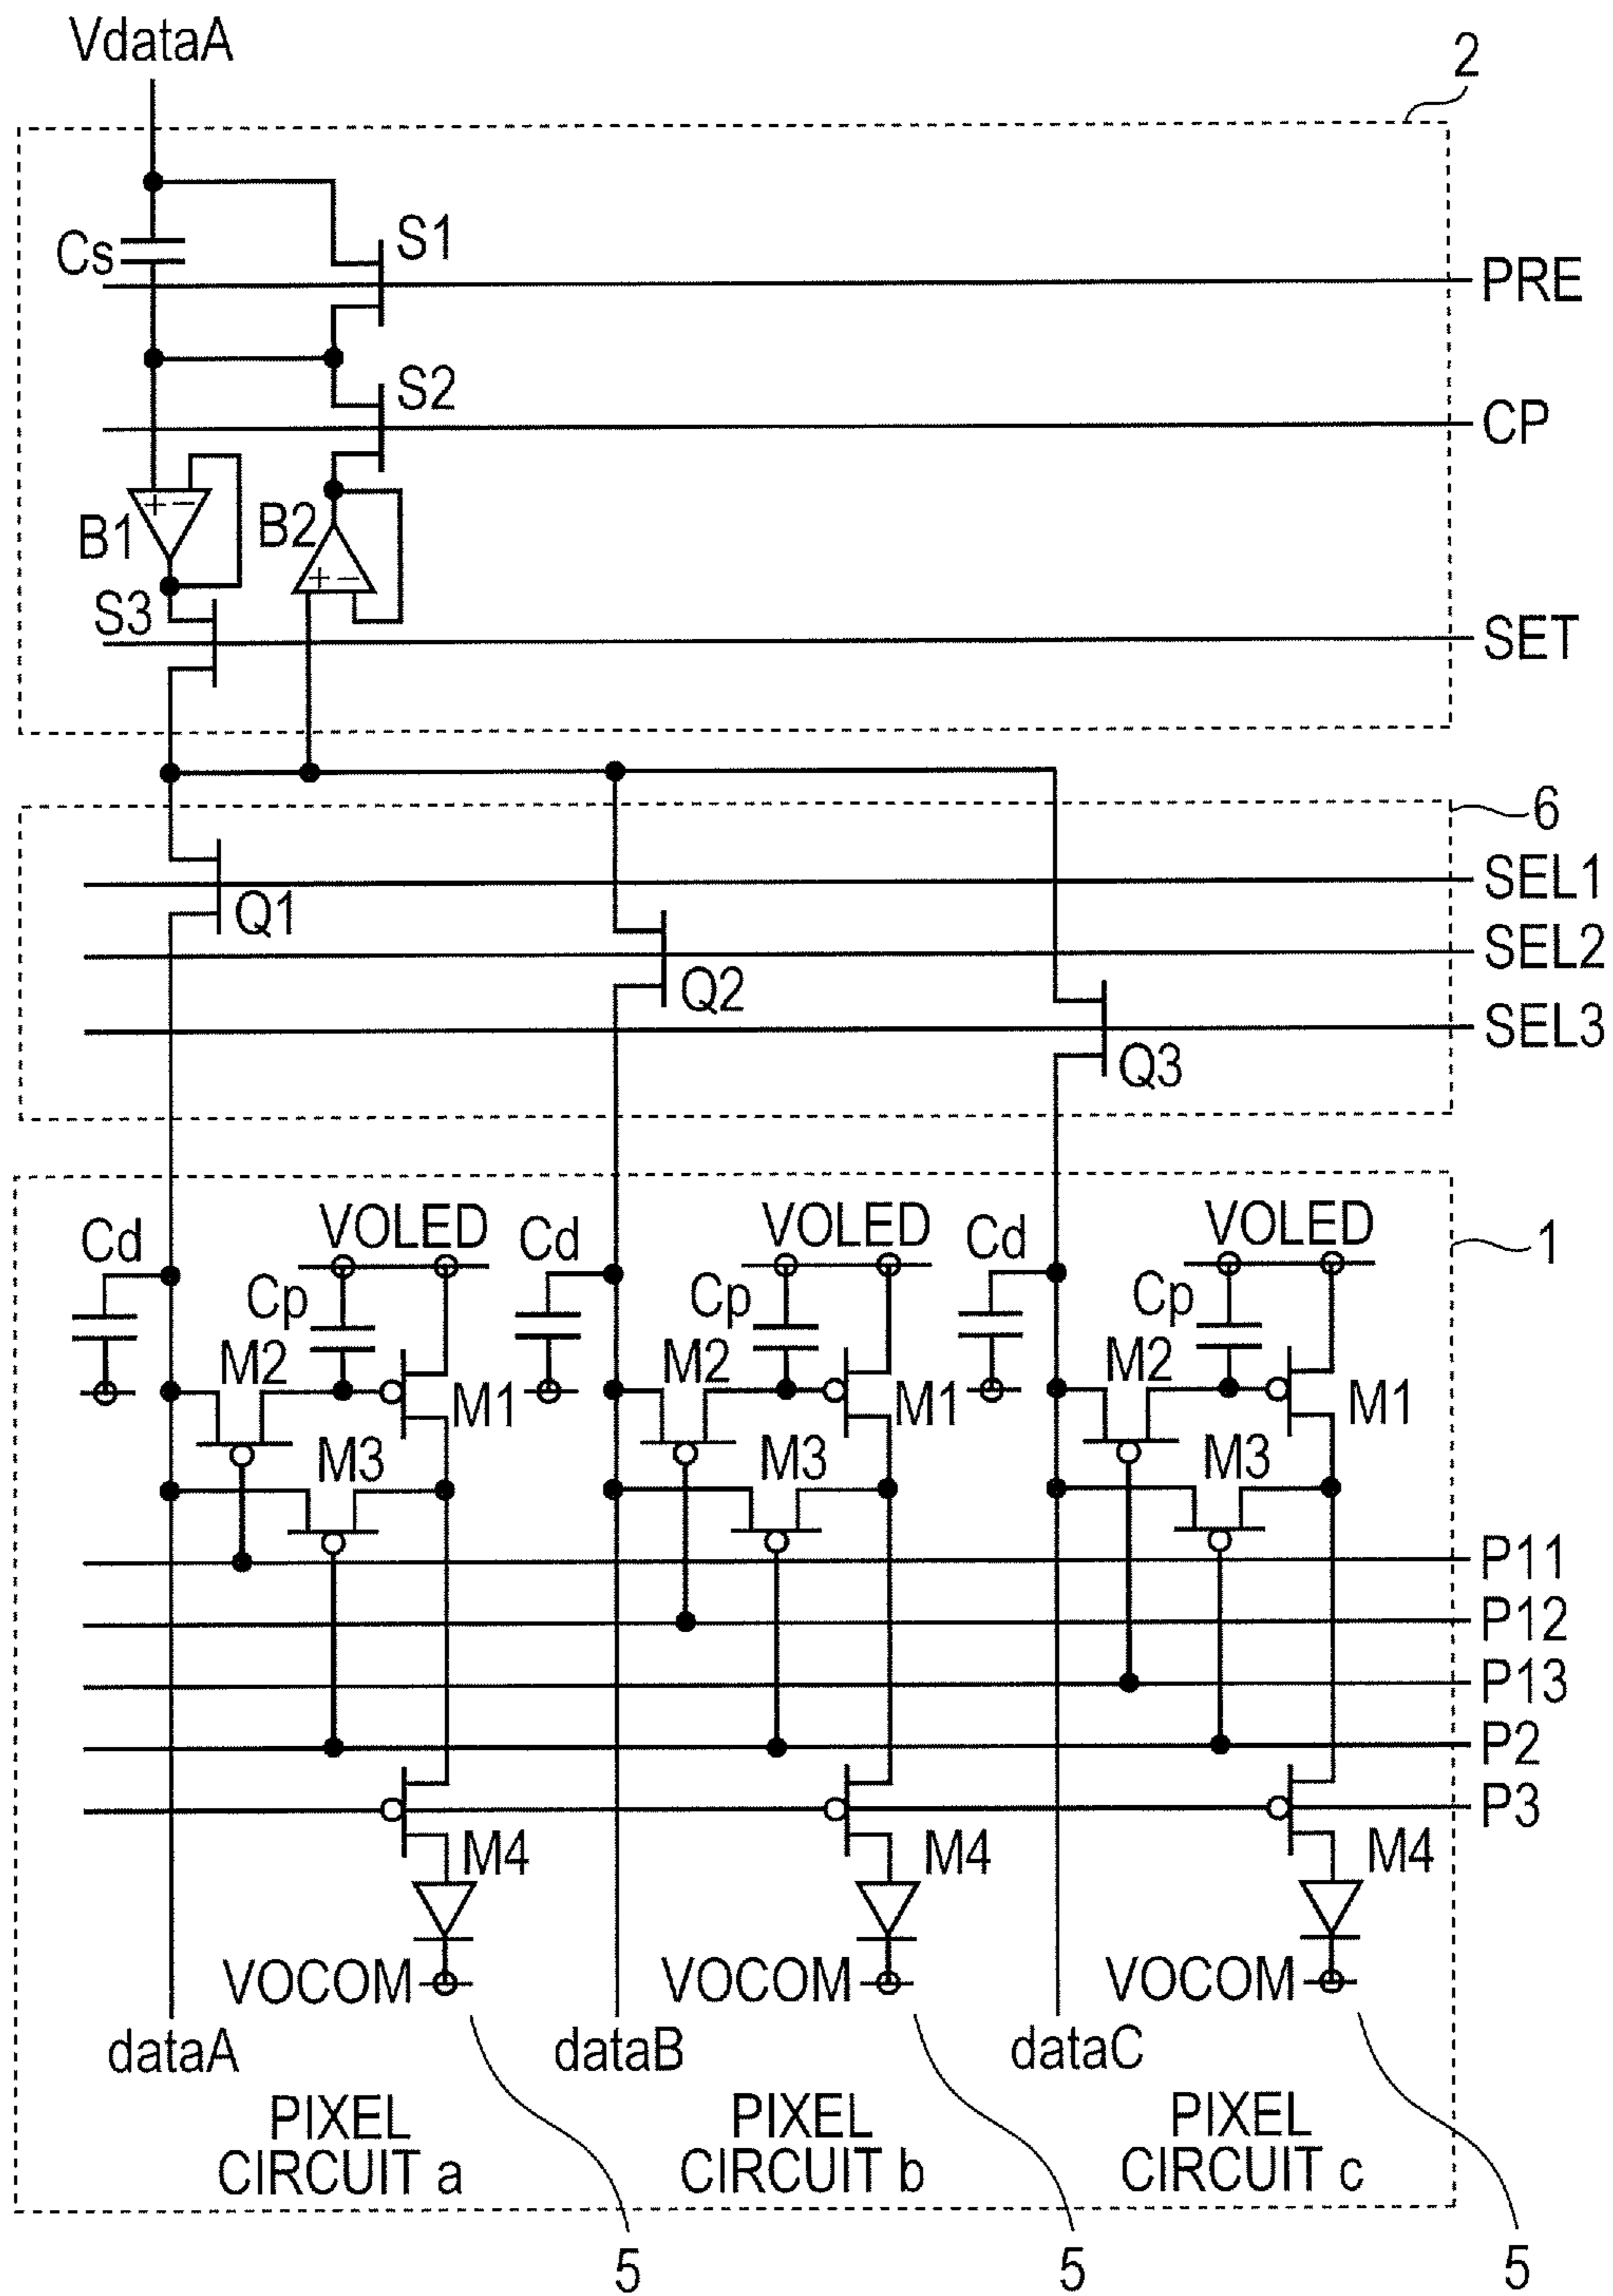 VdataA
2
Cs
S1
PRE
S2
CP
+ −
B1
B2
+ −
S3
SET
6
SEL1
Q1
SEL2
Q2
SEL3
Q3
1
Cd
VOLED
Cd
VOLED
Cd
VOLED
Cp
Cp
Cp
M2
M2
M2
M1
M1
M1
M3
M3
M3
P11
P12
P13
P2
P3
M4
M4
M4
VOCOM
VOCOM
VOCOM
dataA
dataB
dataC
PIXEL
CIRCUIT a
PIXEL
CIRCUIT b
PIXEL
CIRCUIT c
5
5
5